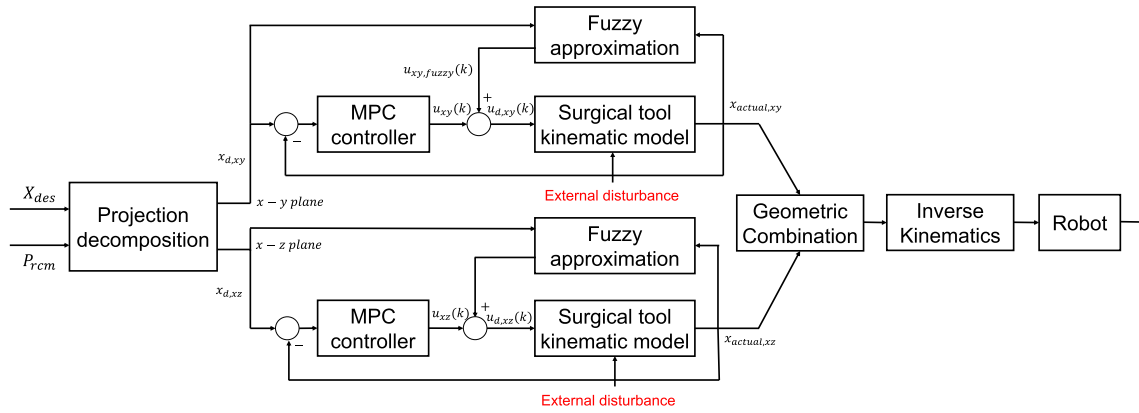 Fuzzy
approximation
u_{xy,fuzzy}(k)
MPC
controller
u_{xy}(k)
+
u_{d,xy}(k)
Surgical tool
kinematic model
x_{actual,xy}
−
x_{d,xy}
External disturbance
X_{des}
P_{rcm}
Projection
decomposition
x − y plane
x − z plane
Fuzzy
approximation
Geometric
Combination
Inverse
Kinematics
Robot
x_{d,xz}
MPC
controller
u_{xz}(k)
+
u_{d,xz}(k)
Surgical tool
kinematic model
x_{actual,xz}
−
External disturbance